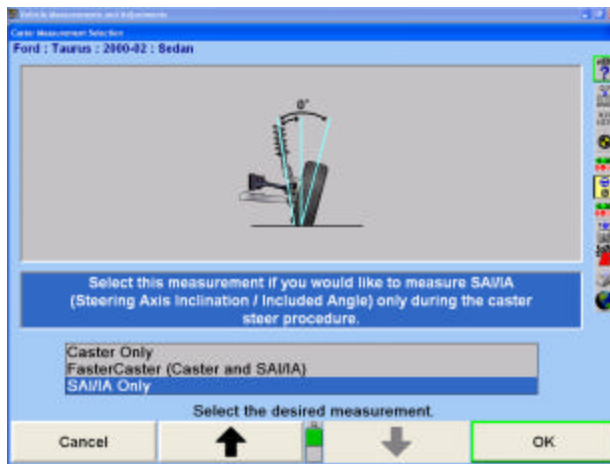 Vehicle Measurements and Adjustments
Caster Measurement Selection
Ford : Taurus : 2000-02 : Sedan
0°
Select this measurement if you would like to measure SAI/IA
(Steering Axis Inclination / Included Angle) only during the caster
steer procedure.
Caster Only
FasterCaster (Caster and SAI/IA)
SAI/IA Only
Select the desired measurement.
Cancel
OK